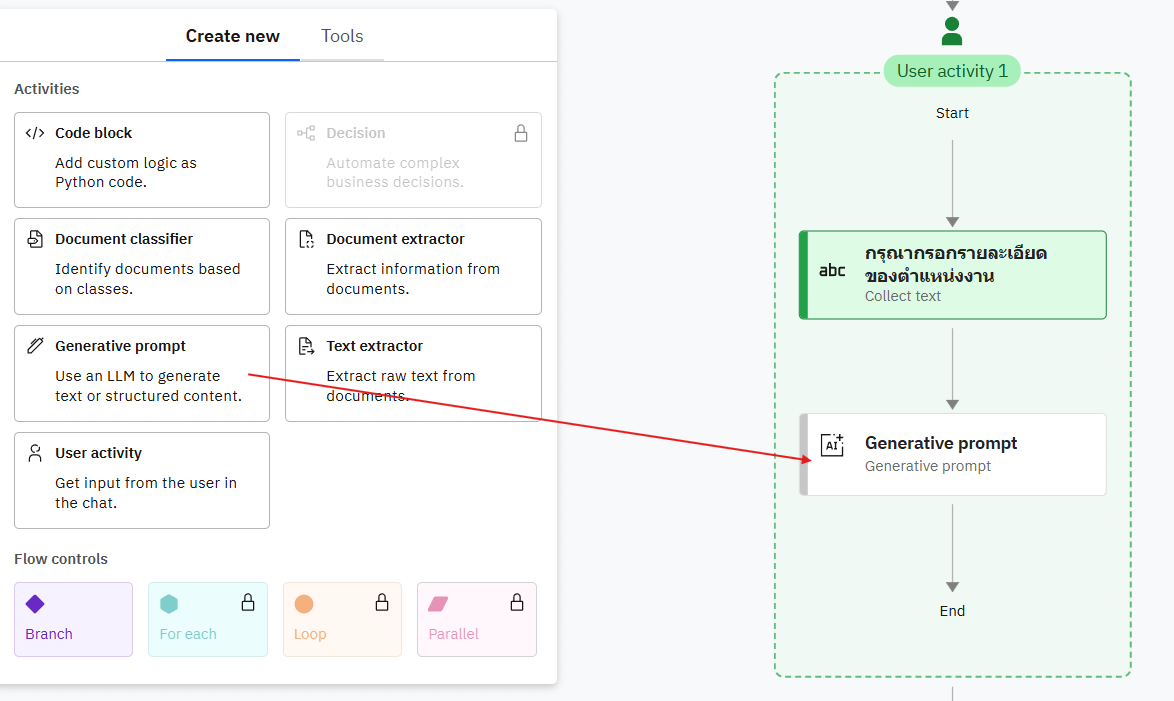 Create new
Tools
Activities
</> Code block
Add custom logic as
Python code.
Decision
Automate complex
business decisions.
Document classifier
Identify documents based
on classes.
Document extractor
Extract information from
documents.
Generative prompt
Use an LLM to generate
text or structured content.
Text extractor
Extract raw text from
documents.
User activity
Get input from the user in
the chat.
Flow controls
Branch
For each
Loop
Parallel
User activity 1
Start
abc
กรุณากรอกรายละเอียด
ของตำแหน่งงาน
Collect text
AI
Generative prompt
Generative prompt
End